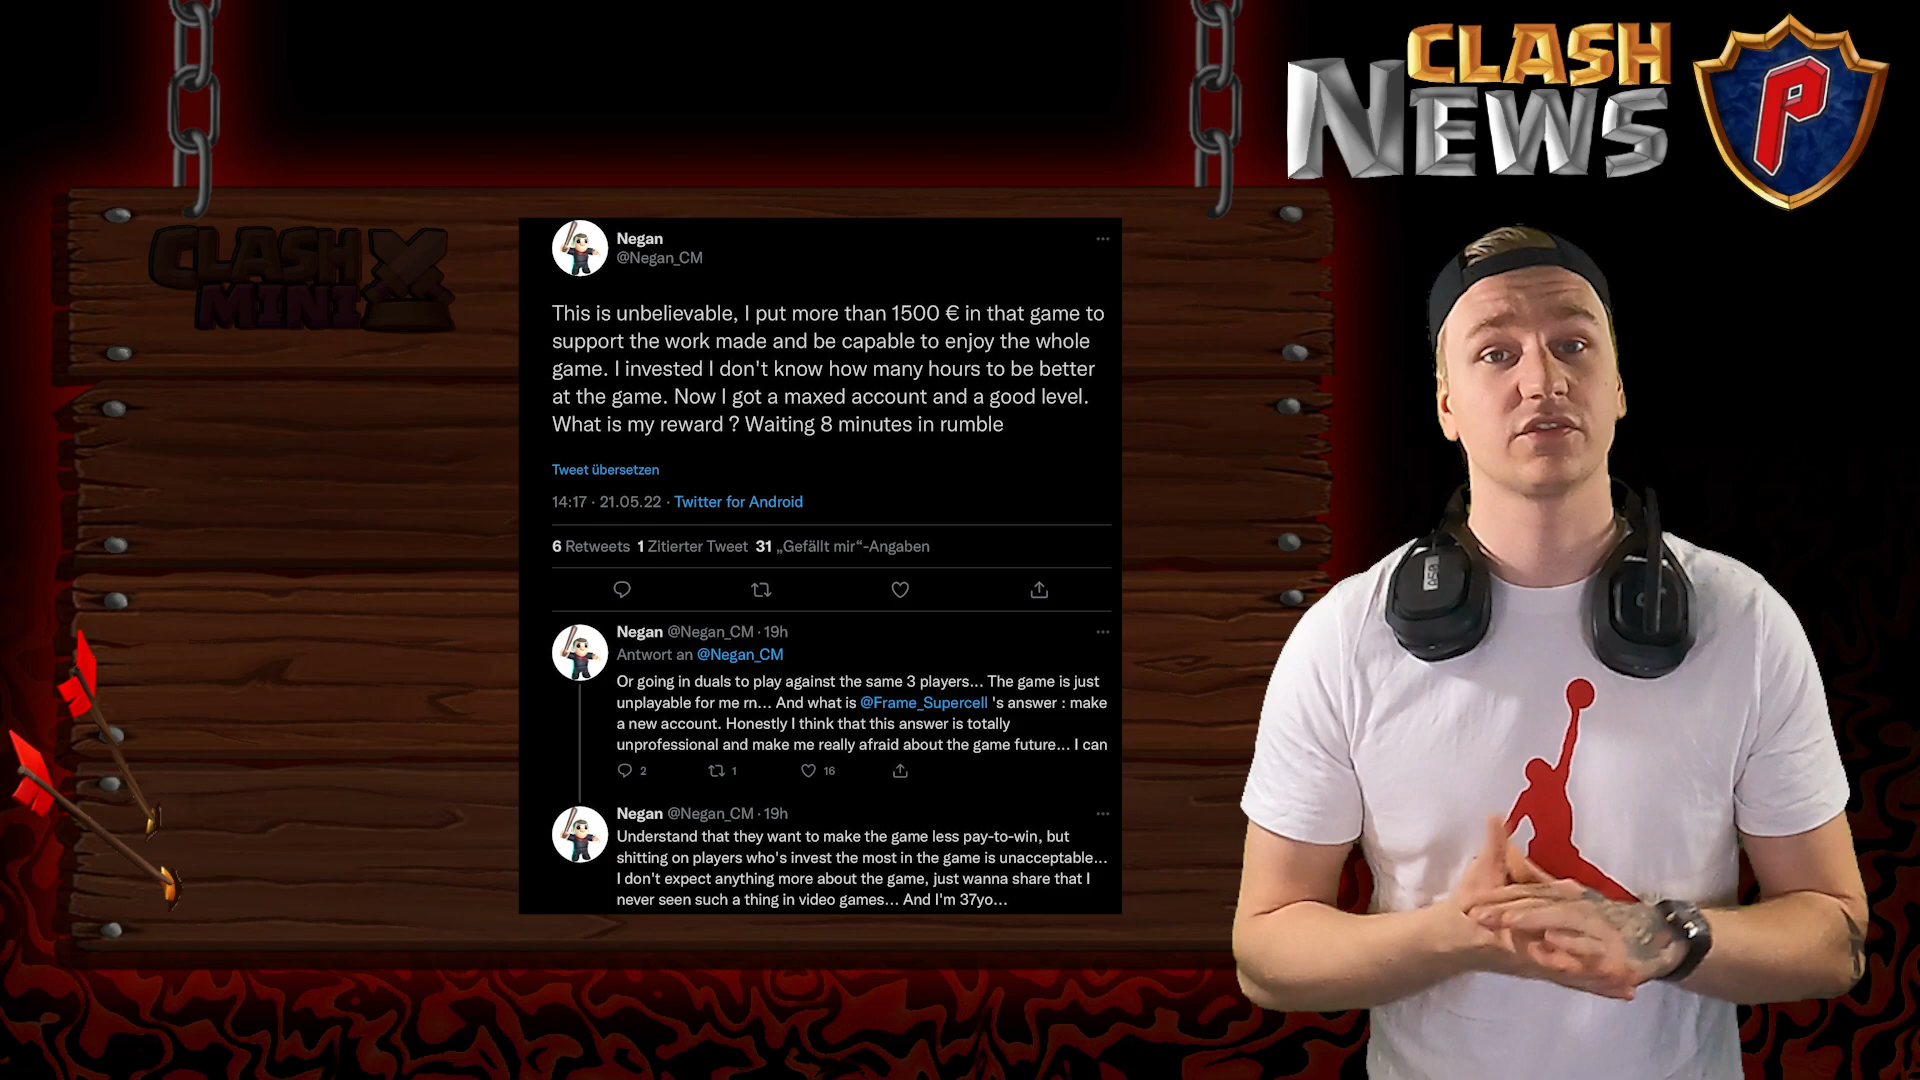 CLASH
NEWS
P
CLASH
MINI
Negan
@Negan_CM
This is unbelievable, I put more than 1500 € in that game to
support the work made and be capable to enjoy the whole
game. I invested I don't know how many hours to be better
at the game. Now I got a maxed account and a good level.
What is my reward ? Waiting 8 minutes in rumble
Tweet übersetzen
14:17 · 21.05.22 · Twitter for Android
6 Retweets 1 Zitierter Tweet 31 „Gefällt mir“-Angaben
Negan @Negan_CM · 19h
Antwort an @Negan_CM
Or going in duals to play against the same 3 players... The game is just
unplayable for me rn... And what is @Frame_Supercell 's answer : make
a new account. Honestly I think that this answer is totally
unprofessional and make me really afraid about the game future... I can
2 1 16
Negan @Negan_CM · 19h
Understand that they want to make the game less pay-to-win, but
shitting on players who's invest the most in the game is unacceptable...
I don't expect anything more about the game, just wanna share that I
never seen such a thing in video games... And I'm 37yo...
A50